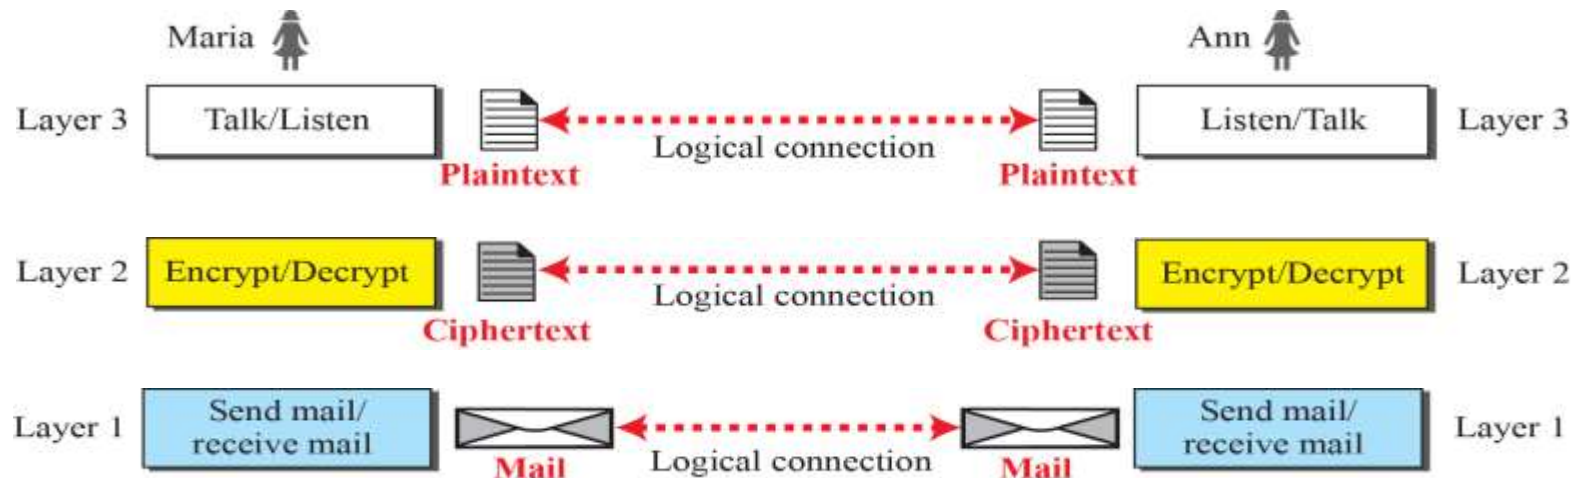 Maria
Ann
Layer 3
Talk/Listen
Plaintext
Logical connection
Plaintext
Listen/Talk
Layer 3
Layer 2
Encrypt/Decrypt
Ciphertext
Logical connection
Ciphertext
Encrypt/Decrypt
Layer 2
Layer 1
Send mail/
receive mail
Mail
Logical connection
Mail
Send mail/
receive mail
Layer 1